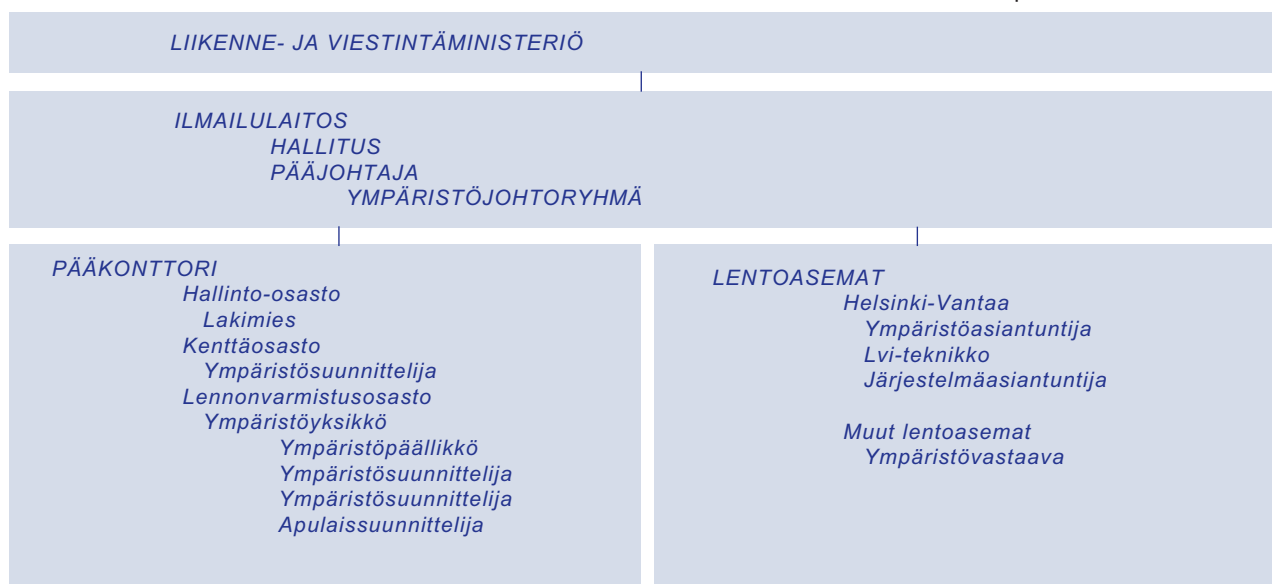 LIIKENNE- JA VIESTINTÄMINISTERIÖ
ILMAILULAITOS
HALLITUS
PÄÄJOHTAJA
YMPÄRISTÖJOHTORYHMÄ
PÄÄKONTTORI
Hallinto-osasto
Lakimies
Kenttäosasto
Ympäristösuunnittelija
Lennonvarmistusosasto
Ympäristöyksikkö
Ympäristöpäällikkö
Ympäristösuunnittelija
Ympäristösuunnittelija
Apulaissuunnittelija
LENTOASEMAT
Helsinki-Vantaa
Ympäristöasiantuntija
Lvi-teknikko
Järjestelmäasiantuntija
Muut lentoasemat
Ympäristövastaava